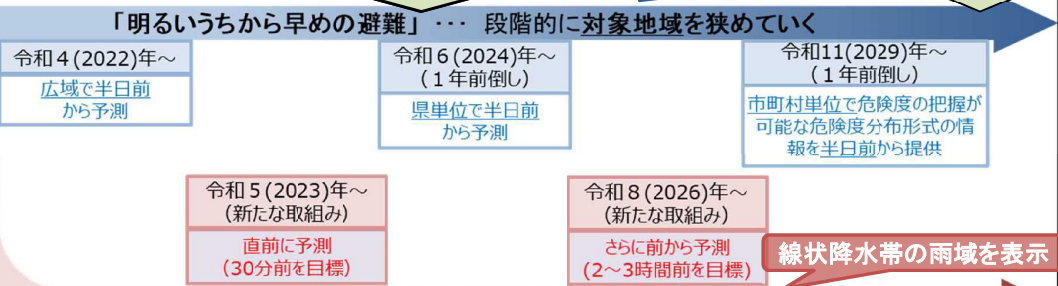 「明るいうちから早めの避難」･･･ 段階的に対象地域を狭めていく
令和4(2022)年～
広域で半日前
から予測
令和6(2024)年～
(1年前倒し)
県単位で半日前
から予測
令和11(2029)年～
(1年前倒し)
市町村単位で危険度の把握が
可能な危険度分布形式の情
報を半日前から提供
令和5(2023)年～
(新たな取組み)
直前に予測
(30分前を目標)
令和8(2026)年～
(新たな取組み)
さらに前から予測
(2～3時間前を目標)
線状降水帯の雨域を表示